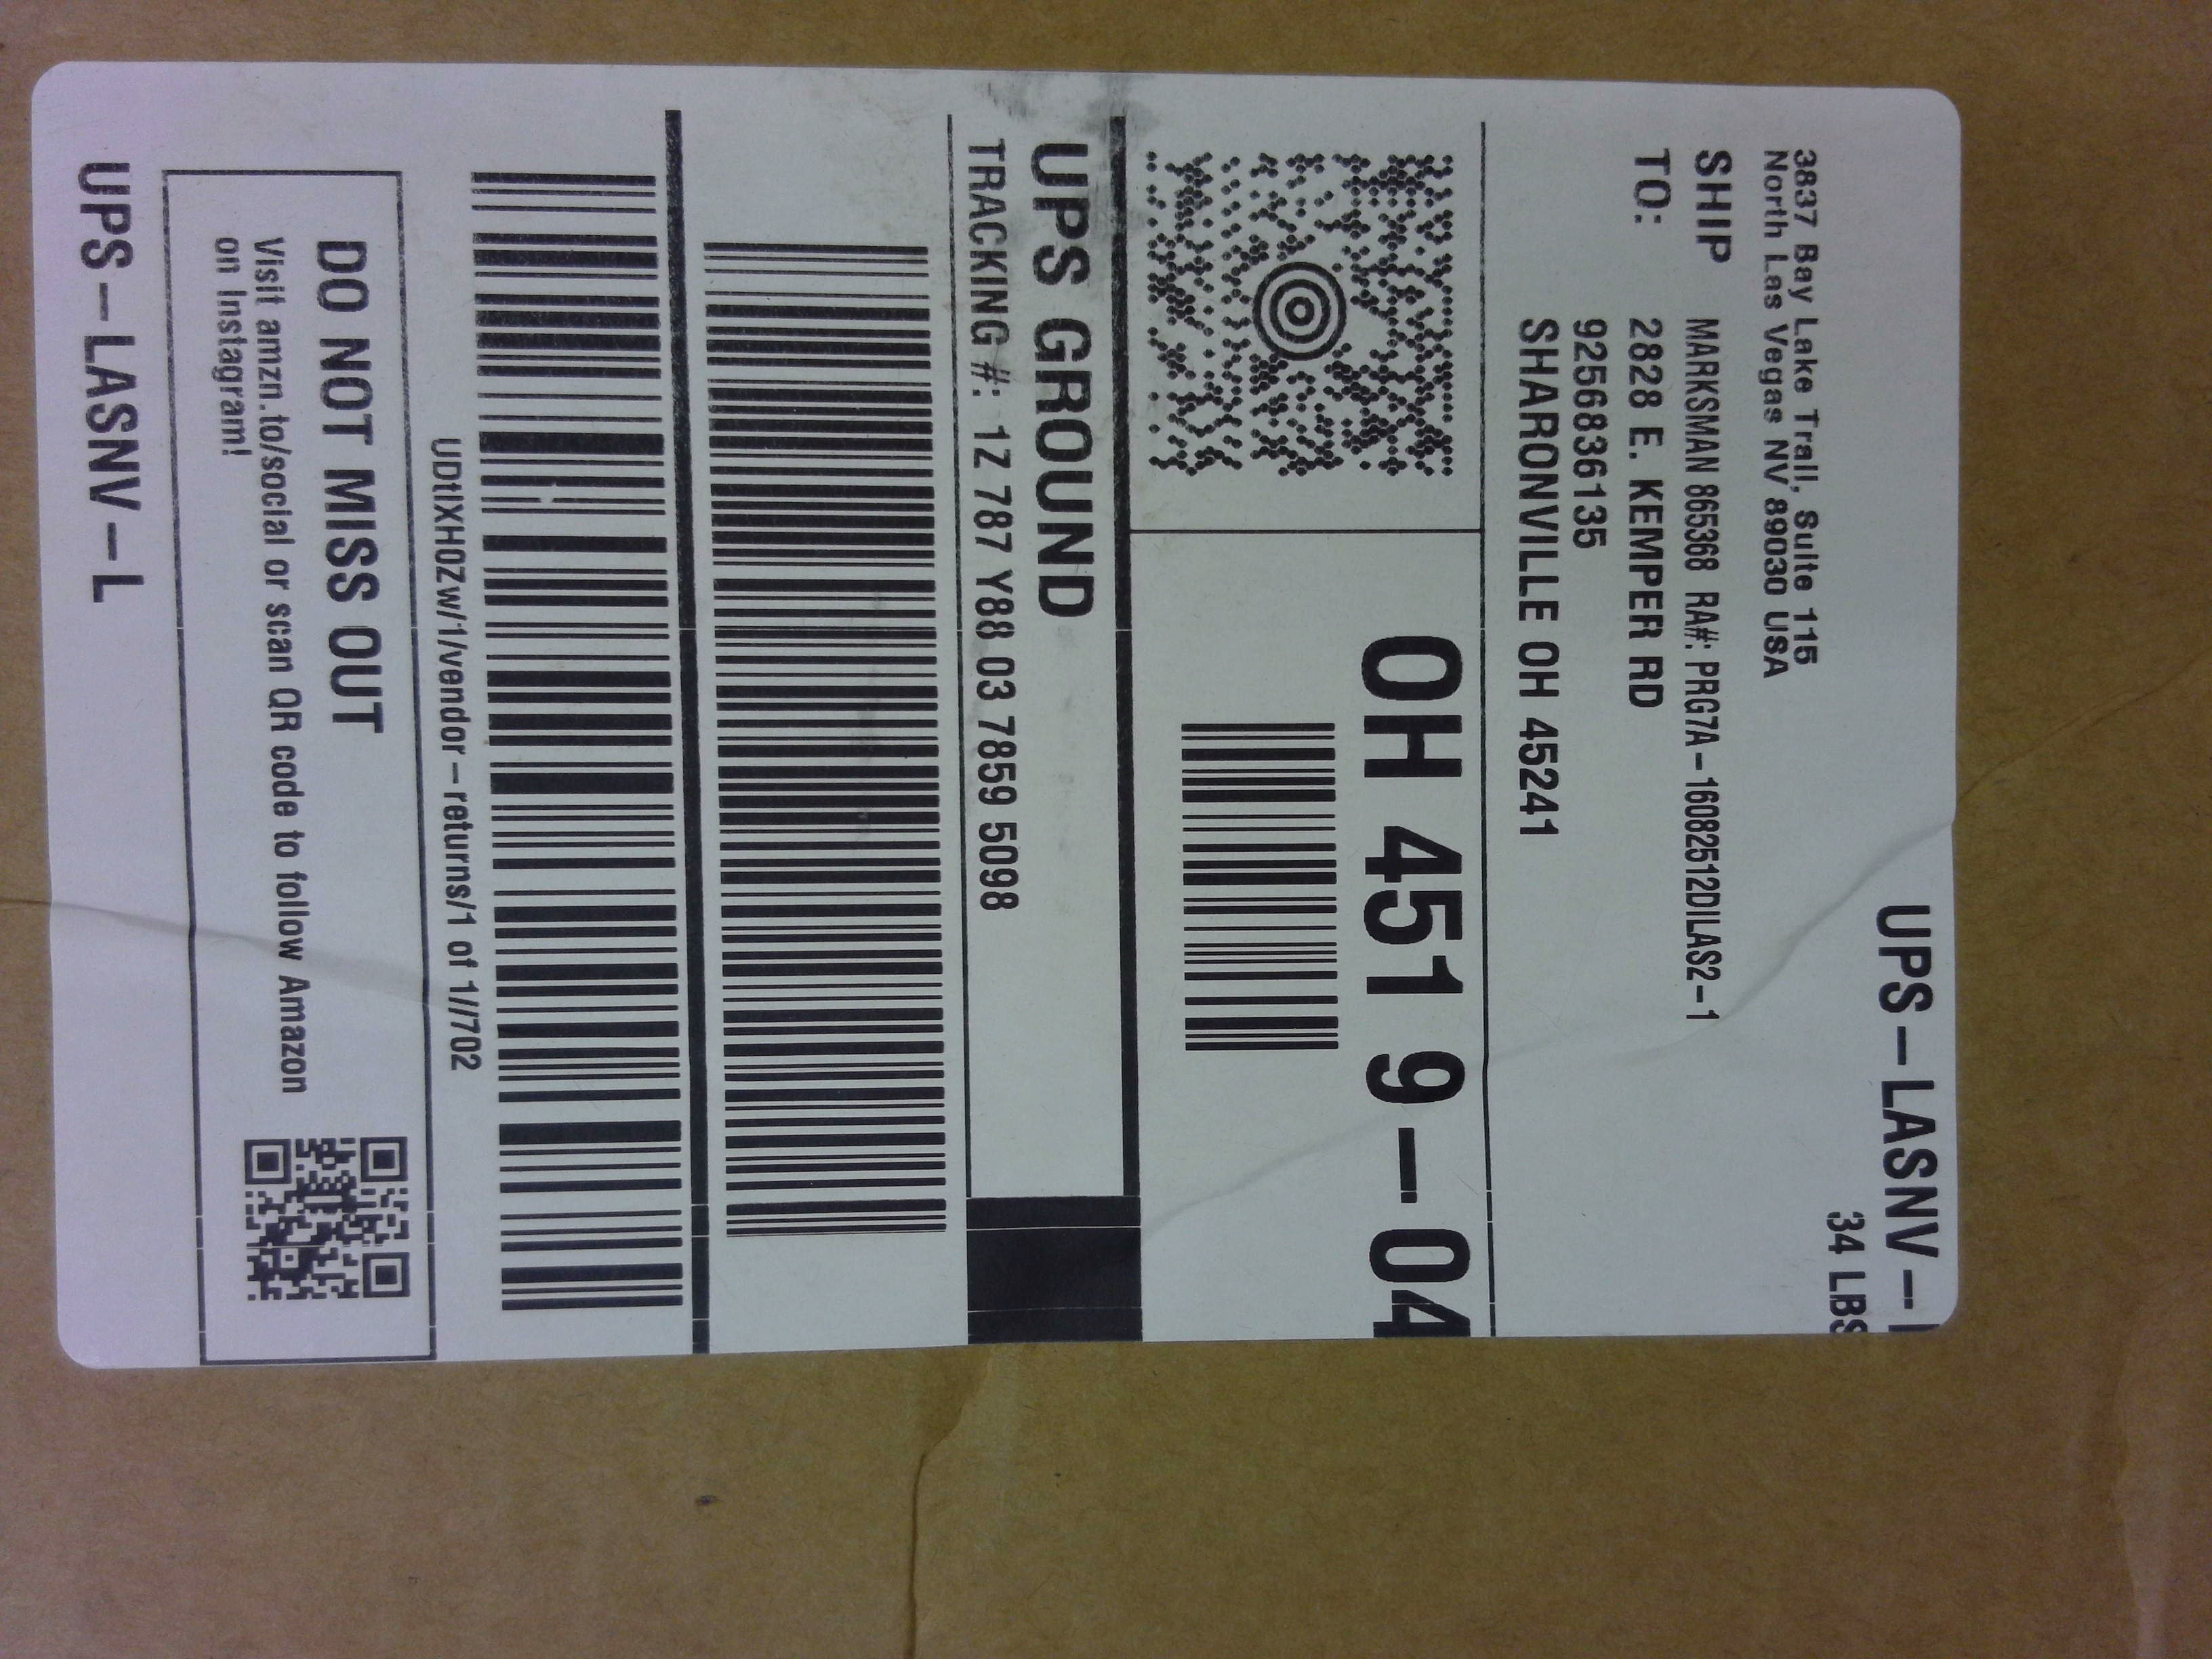 UPS-LASNV-
34 LBS
3837 Bay Lake Trail, Suite 115
North Las Vegas NV 89030 USA
SHIP
TO:
MARKSMAN 865368 RA#: PRG7A-16082512DILAS2-1
2828 E. KEMPER RD
9256836135
SHARONVILLE OH 45241
OH 451 9-04
UPS GROUND
TRACKING #: 1Z 787 Y88 03 7859 5098
UDtlXH0Zw/1/vendor-returns/1 of 1//702
DO NOT MISS OUT
Visit amzn.to/social or scan QR code to follow Amazon
on Instagram!
UPS-LASNV-L